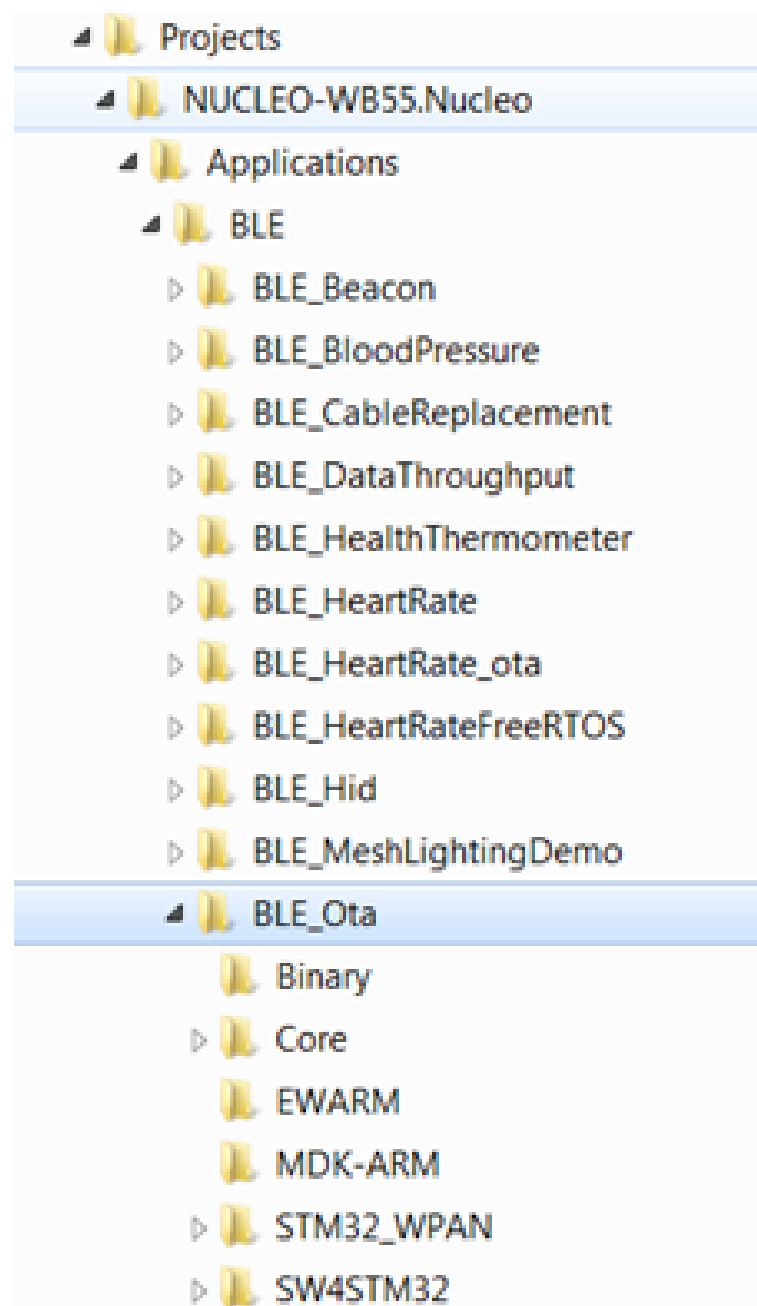 Projects
NUCLEO-WB55.Nucleo
Applications
BLE
BLE_Beacon
BLE_BloodPressure
BLE_CableReplacement
BLE_DataThroughput
BLE_HealthThermometer
BLE_HeartRate
BLE_HeartRate_ota
BLE_HeartRateFreeRTOS
BLE_Hid
BLE_MeshLightingDemo
BLE_Ota
Binary
Core
EWARM
MDK-ARM
STM32_WPAN
SW4STM32